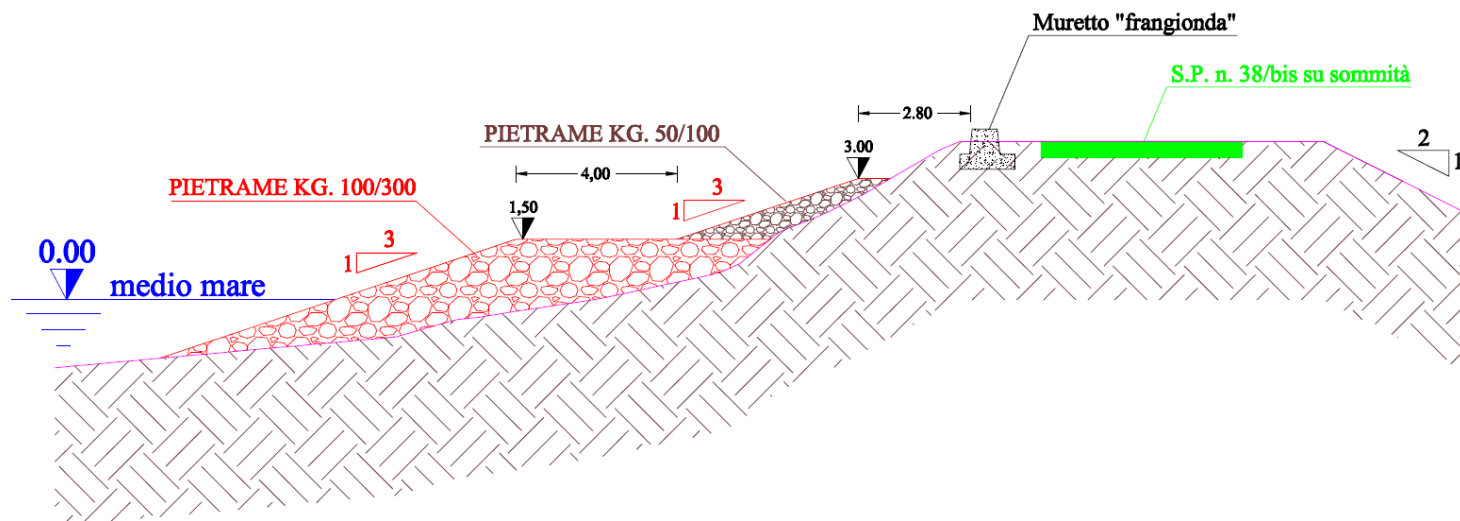 Muretto "frangionda"
S.P. n. 38/bis su sommità
2.80
PIETRAME KG. 50/100
3.00
2
1
4,00
PIETRAME KG. 100/300
3
1
1,50
3
1
0.00
medio mare